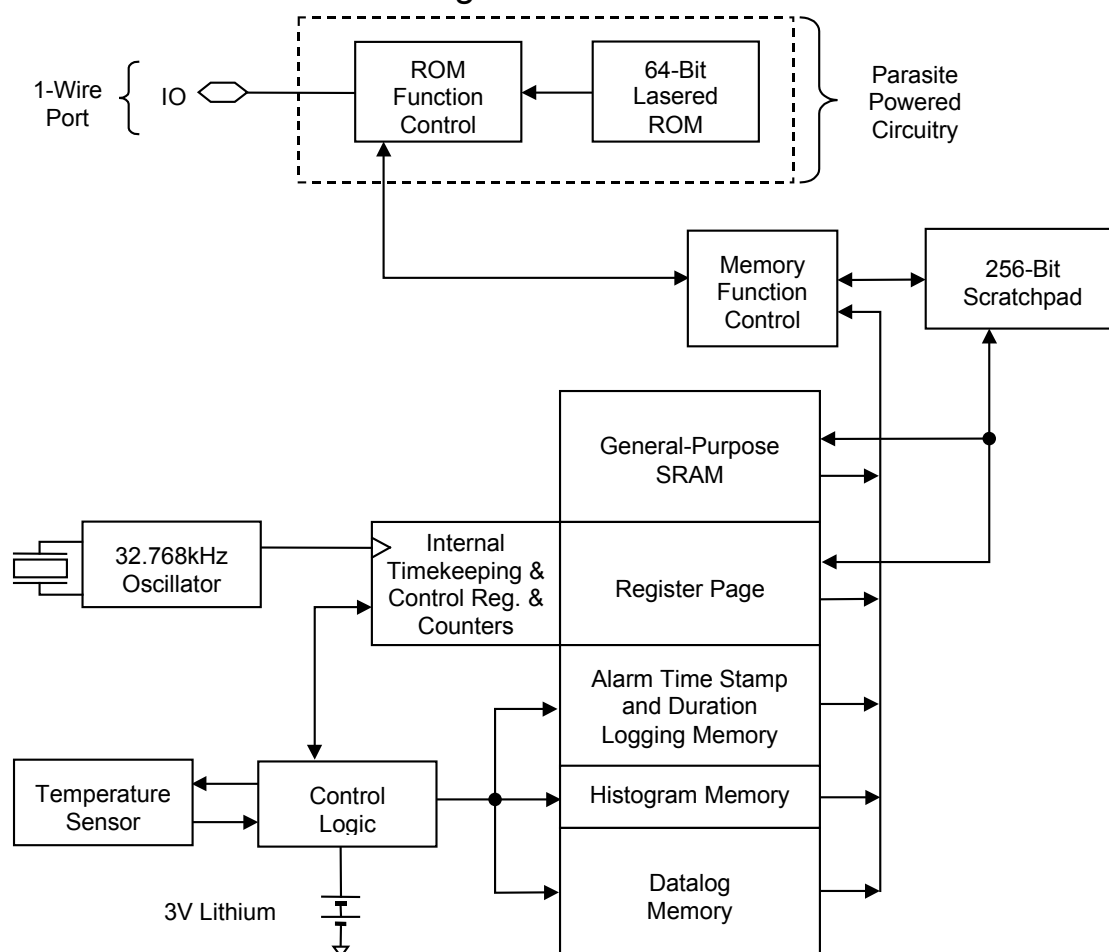 1-Wire
Port
IO
ROM
Function
Control
64-Bit
Lasered
ROM
Parasite
Powered
Circuitry
Memory
Function
Control
256-Bit
Scratchpad
General-Purpose
SRAM
32.768kHz
Oscillator
Internal
Timekeeping &
Control Reg. &
Counters
Register Page
Alarm Time Stamp
and Duration
Logging Memory
Temperature
Sensor
Control
Logic
Histogram Memory
Datalog
Memory
3V Lithium